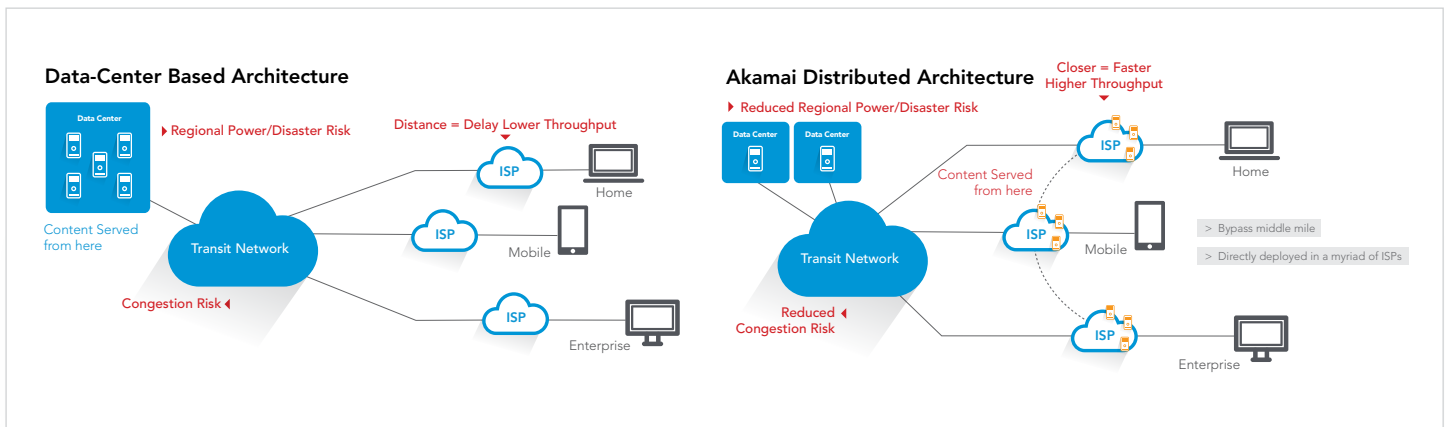 Data-Center Based Architecture
Data Center
Regional Power/Disaster Risk
Content Served
from here
Transit Network
Congestion Risk
Distance = Delay Lower Throughput
ISP
Home
ISP
Mobile
ISP
Enterprise
Akamai Distributed Architecture
Closer = Faster
Higher Throughput
Reduced Regional Power/Disaster Risk
Data Center
Data Center
Transit Network
Reduced
Congestion Risk
Content Served
from here
ISP
Home
ISP
Mobile
ISP
Enterprise
> Bypass middle mile
> Directly deployed in a myriad of ISPs